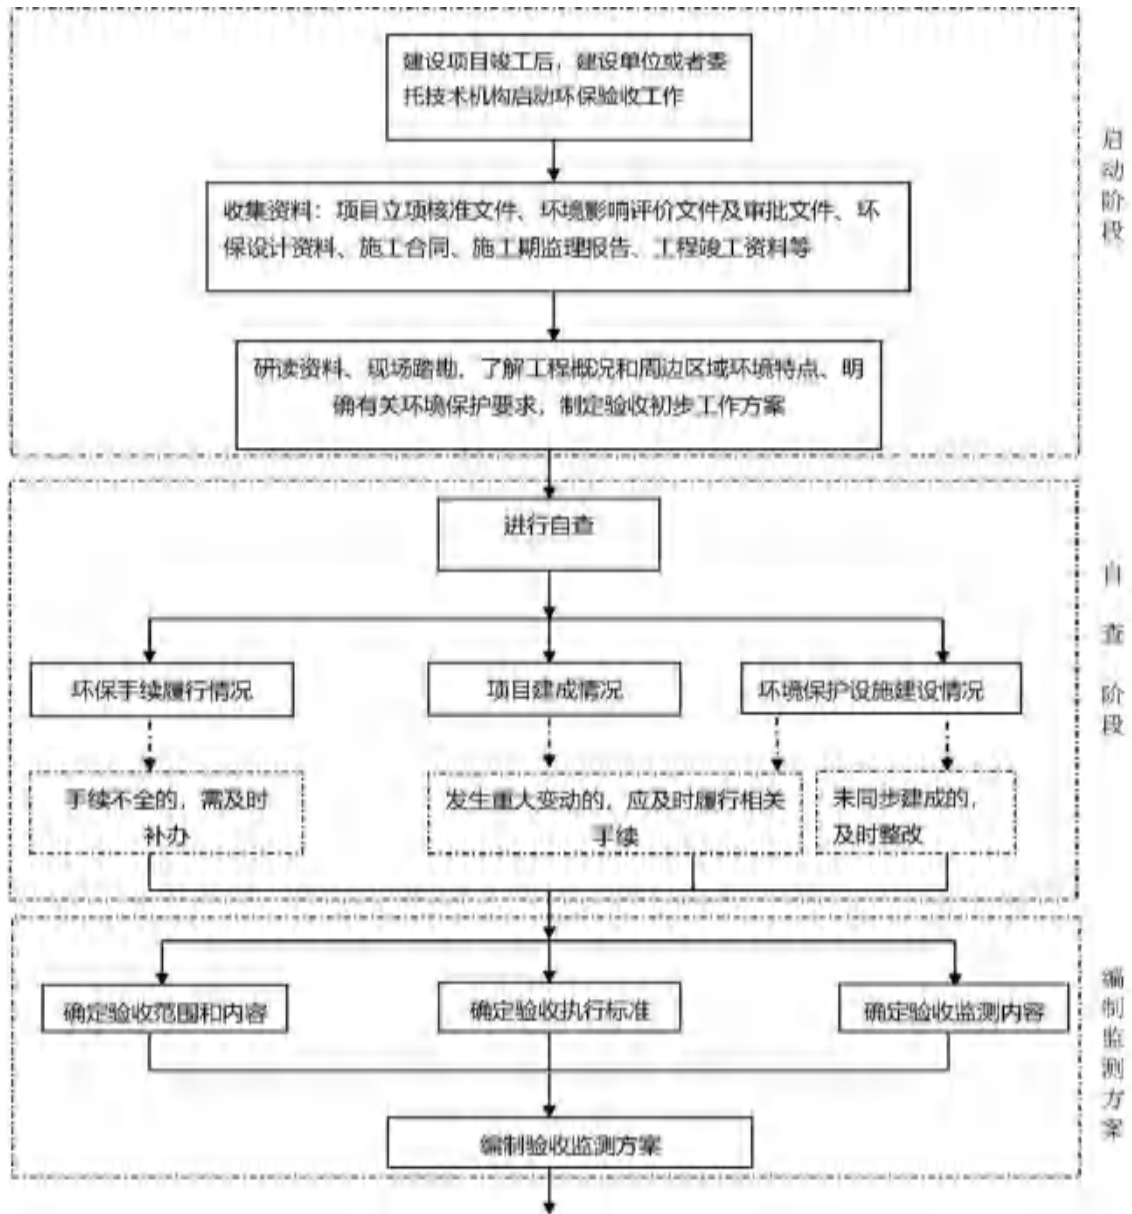 建设项目竣工后，建设单位或者委
托技术机构启动环保验收工作
收集资料：项目立项核准文件、环境影响评价文件及审批文件、环
保设计资料、施工合同、施工期监理报告、工程竣工资料等
研读资料、现场踏勘，了解工程概况和周边区域环境特点、明
确有关环境保护要求，制定验收初步工作方案
启动阶段
进行自查
环保手续履行情况
项目建成情况
环境保护设施建设情况
手续不全的，需及时
补办
发生重大变动的，应及时履行相关
手续
未同步建成的，
及时整改
自查阶段
确定验收范围和内容
确定验收执行标准
确定验收监测内容
编制验收监测方案
编制监测方案